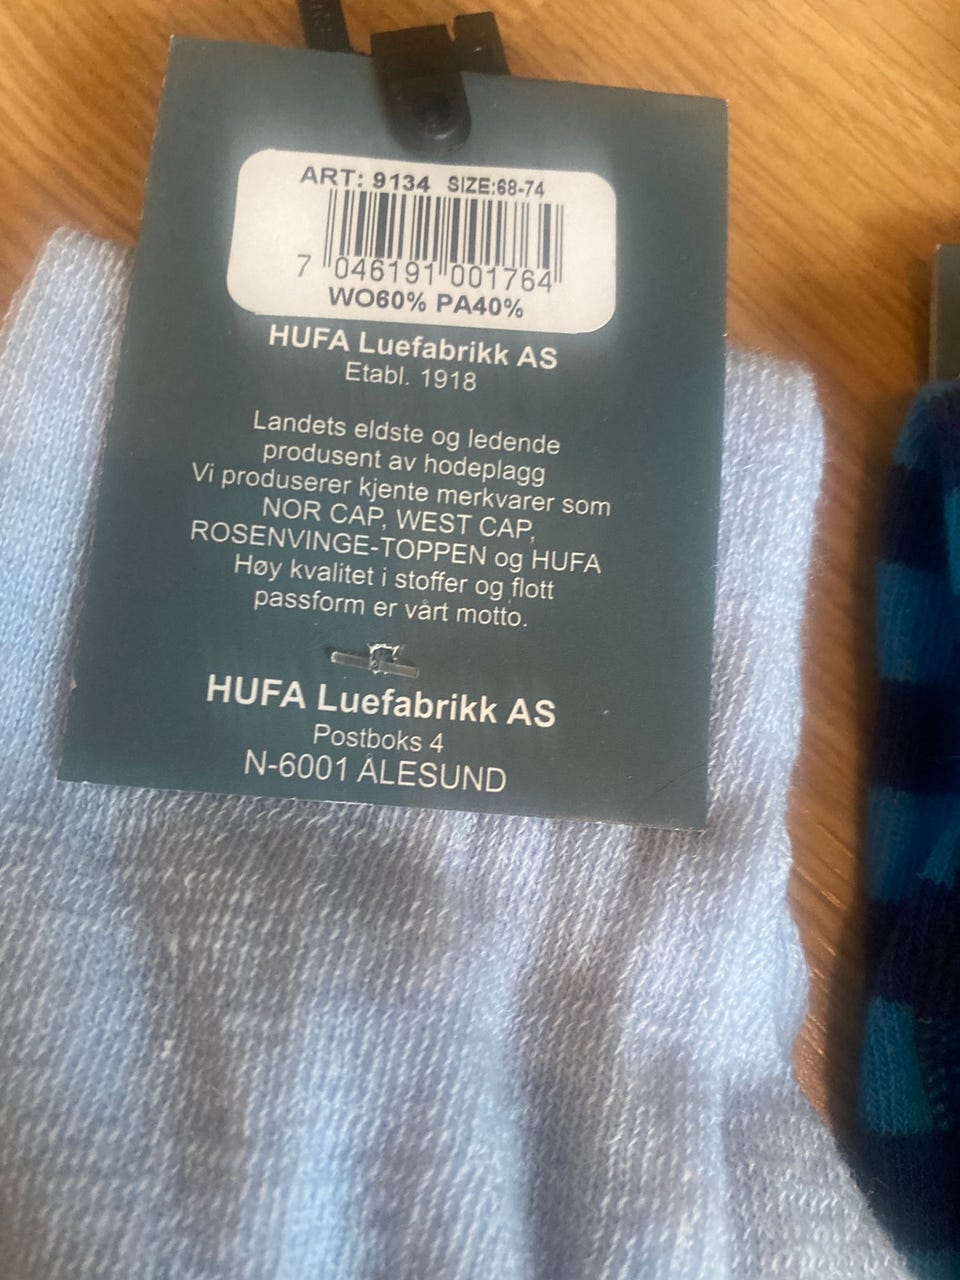 ART: 9134 SIZE:68-74
7 046191 001764
WO60% PA40%
HUFA Luefabrikk AS
Etabl. 1918
Landets eldste og ledende
produsent av hodeplagg
Vi produserer kjente merkvarer som
NOR CAP, WEST CAP,
ROSENVINGE-TOPPEN og HUFA
Høy kvalitet i stoffer og flott
passform er vårt motto.
HUFA Luefabrikk AS
Postboks 4
N-6001 ÅLESUND